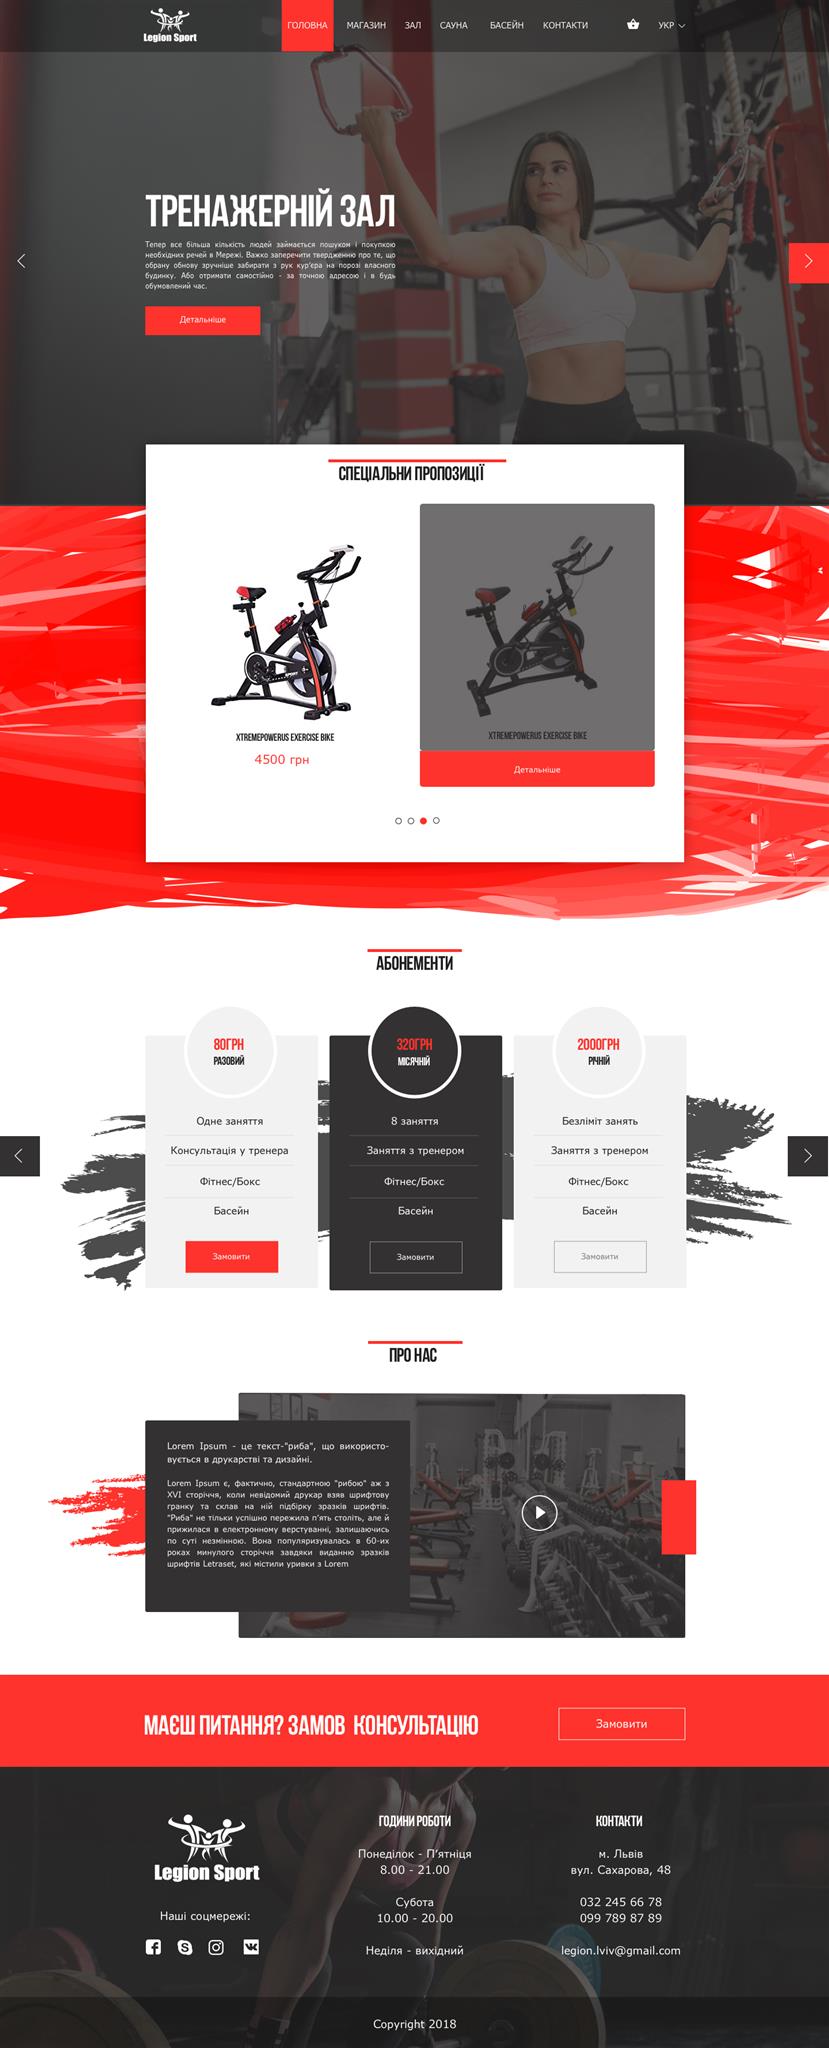 Legion Sport
ГОЛОВНА МАГАЗИН ЗАЛ САУНА БАСЕЙН КОНТАКТИ УКР
ТРЕНАЖЕРНІЙ ЗАЛ
Тепер все більша кількість людей займається пошуком і покупкою
необхідних речей в Мережі. Важко заперечити твердженню про те, що
обрану обнову зручніше забирати з рук кур'єра на порозі власного
будинку. Або отримати самостійно - за точною адресою і в будь
обумовлений час.
Детальніше
СПЕЦІАЛЬНИ ПРОПОЗИЦІЇ
XTREMEPOWERUS EXERCISE BIKE
4500 грн
XTREMEPOWERUS EXERCISE BIKE
Детальніше
АБОНЕМЕНТИ
80ГРН
РАЗОВИЙ
Одне заняття
Консультація у тренера
Фітнес/Бокс
Басейн
Замовити
320ГРН
МІСЯЧНІЙ
8 заняття
Заняття з тренером
Фітнес/Бокс
Басейн
Замовити
2000ГРН
РІЧНІЙ
Безліміт занять
Заняття з тренером
Фітнес/Бокс
Басейн
Замовити
ПРО НАС
Lorem Ipsum - це текст-"риба", що використо-
вується в друкарстві та дизайні.
Lorem Ipsum є, фактично, стандартною "рибою" аж з
XVI сторіччя, коли невідомий друкар взяв шрифтову
гранку та склав на ній підбірку зразків шрифтів.
"Риба" не тільки успішно пережила п'ять століть, але й
прижилася в електронному верстуванні, залишаючись
по суті незмінною. Вона популяризувалась в 60-их
роках минулого сторіччя завдяки виданню зразків
шрифтів Letraset, які містили уривки з Lorem
МАЄШ ПИТАННЯ? ЗАМОВ КОНСУЛЬТАЦІЮ
Замовити
Legion Sport
Наші соцмережі:
ГОДИНИ РОБОТИ
Понеділок - П'ятніця
8.00 - 21.00
Субота
10.00 - 20.00
Неділя - вихідний
КОНТАКТИ
м. Львів
вул. Сахарова, 48
032 245 66 78
099 789 87 89
legion.lviv@gmail.com
Copyright 2018